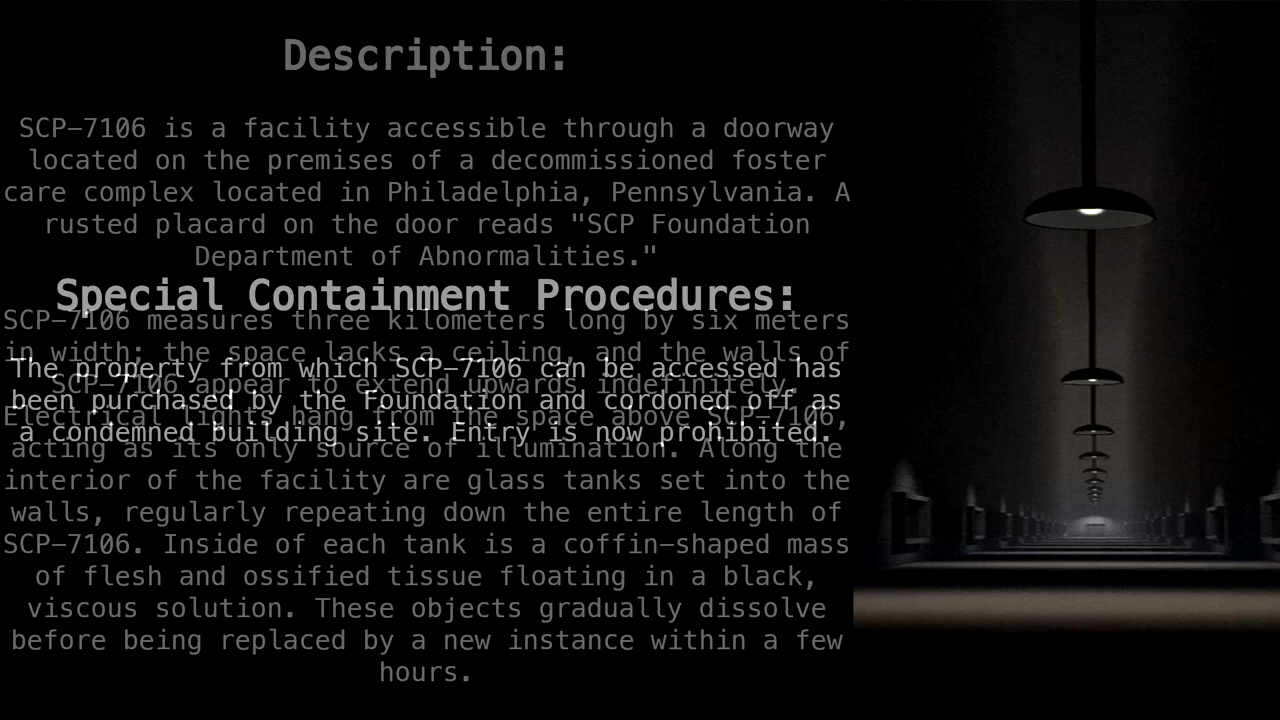 Description:
SCP-7106 is a facility accessible through a doorway
located on the premises of a decommissioned foster
care complex located in Philadelphia, Pennsylvania. A
rusted placard on the door reads "SCP Foundation
Department of Abnormalities."
Special Containment Procedures:
SCP-7106 measures three kilometers long by six meters
in width; the space lacks a ceiling, and the walls of
The property from which SCP-7106 can be accessed has
SCP-7106 appear to extend upwards indefinitely.
been purchased by the Foundation and cordoned off as
Electrical lights hang from the space above SCP-7106,
a condemned building site. Entry is now prohibited.
acting as its only source of illumination. Along the
interior of the facility are glass tanks set into the
walls, regularly repeating down the entire length of
SCP-7106. Inside of each tank is a coffin-shaped mass
of flesh and ossified tissue floating in a black,
viscous solution. These objects gradually dissolve
before being replaced by a new instance within a few
hours.